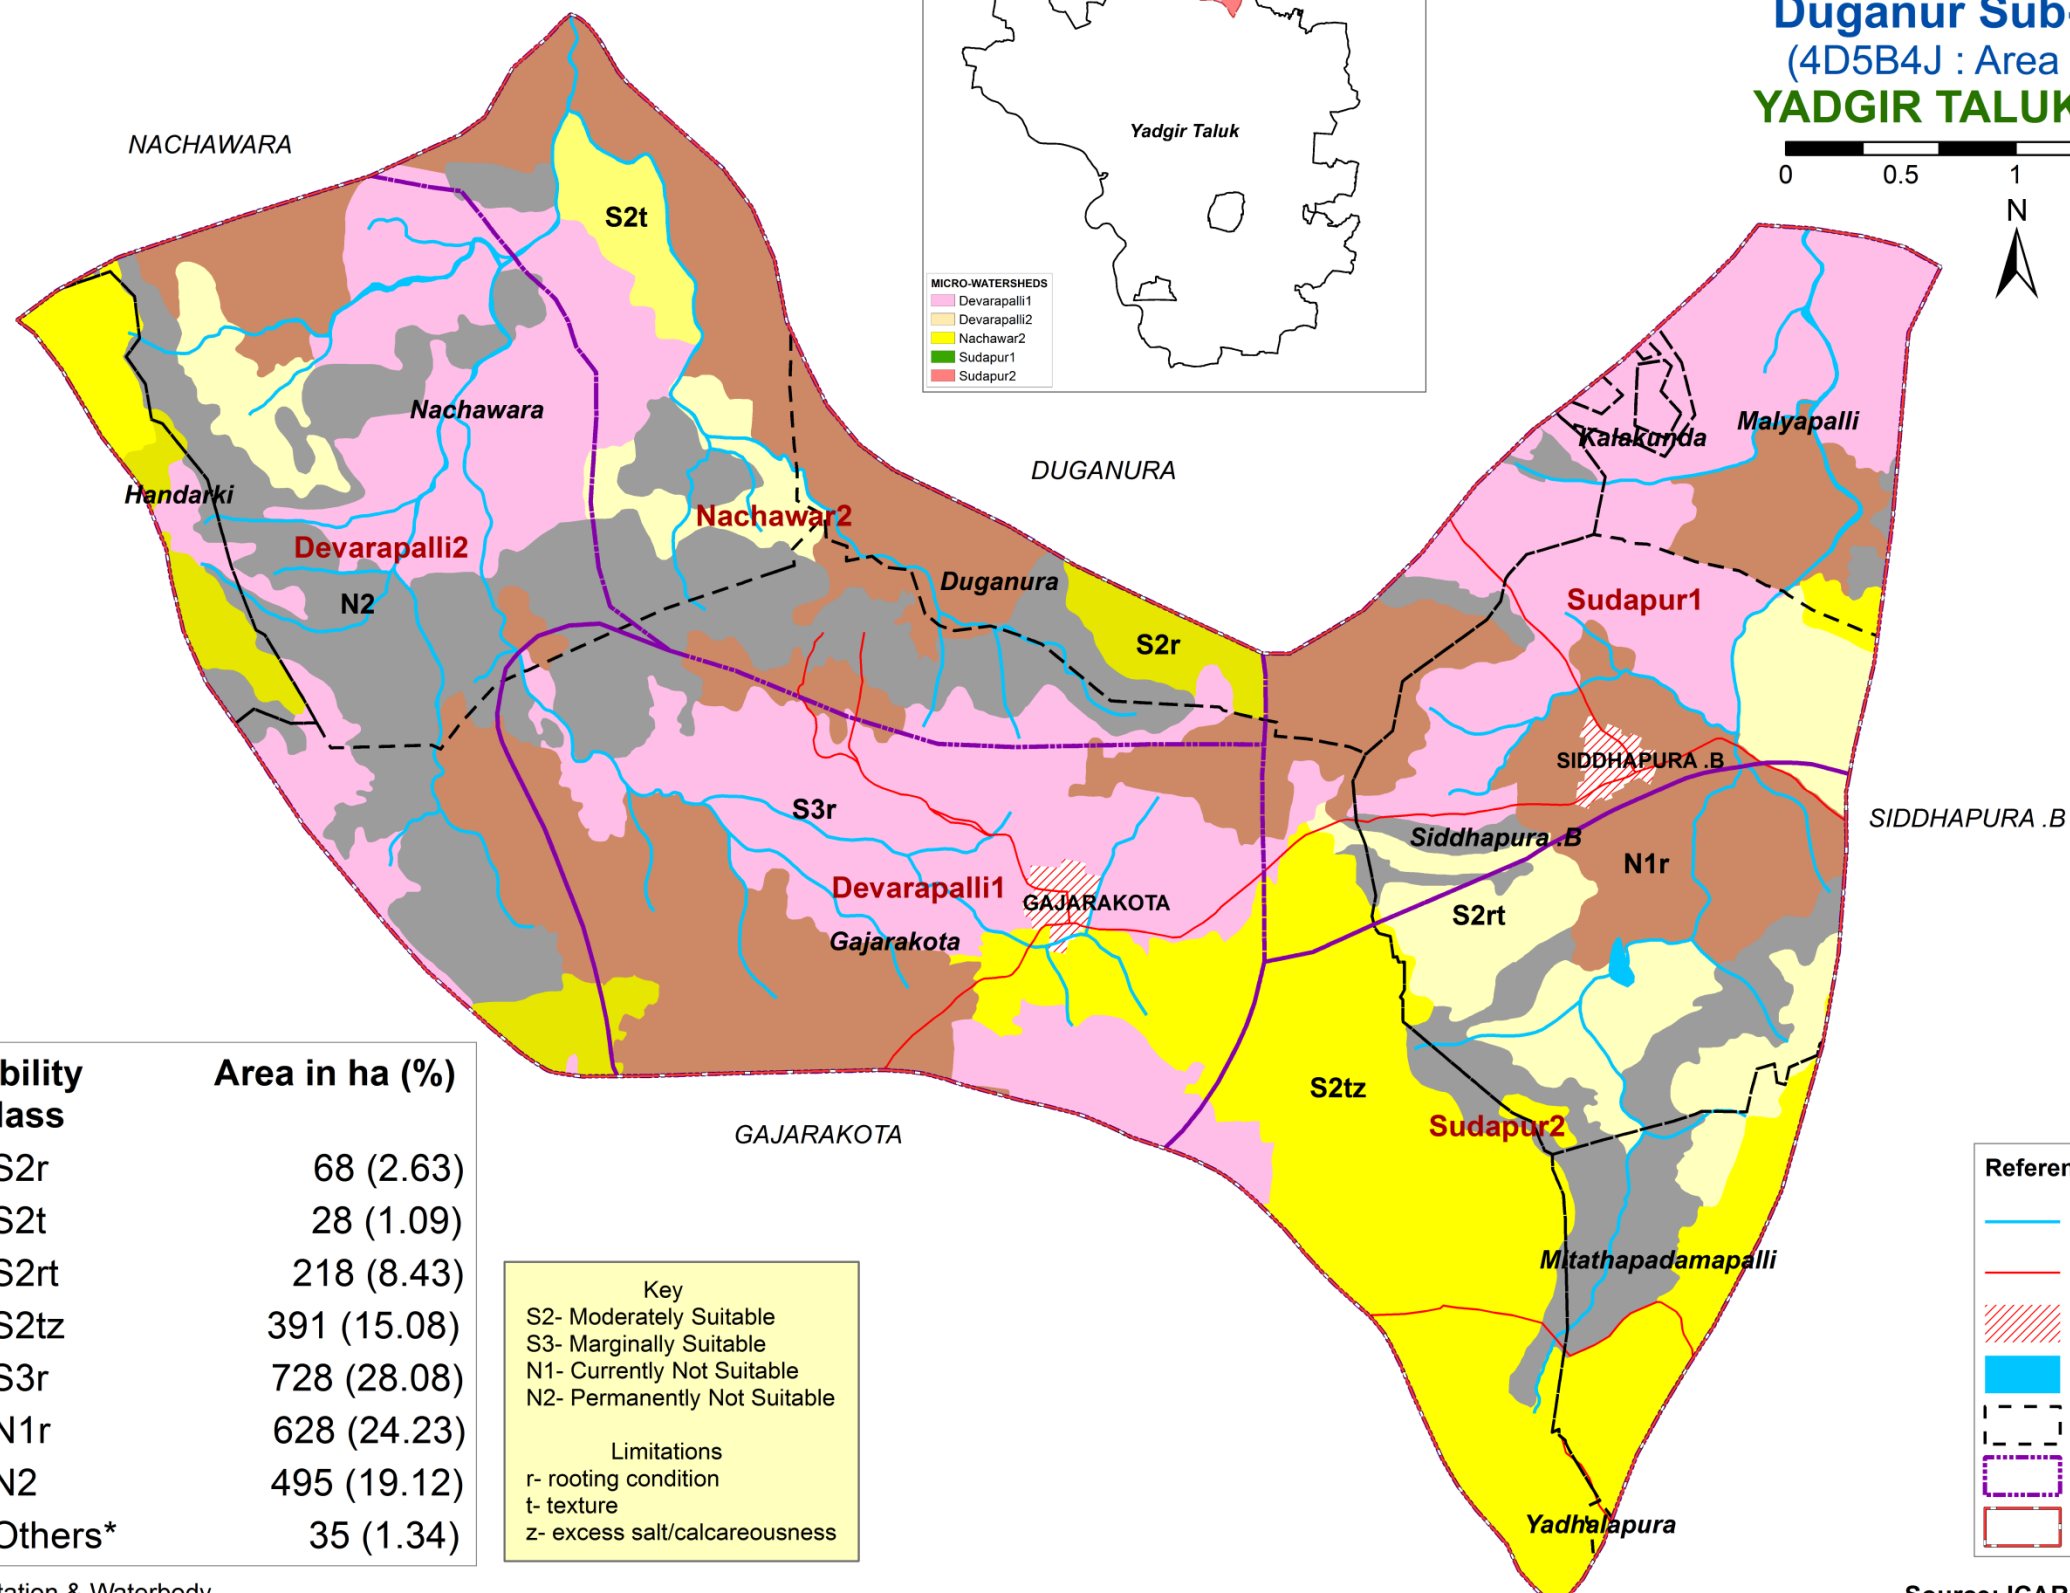 Duganur Sub-
(4D5B4J : Area
YADGIR TALUK
0 0.5 1
N
Yadgir Taluk
MICRO-WATERSHEDS
Devarapalli1
Devarapalli2
Nachawar2
Sudapur1
Sudapur2
NACHAWARA
S2t
Nachawara
Handarki
Devarapalli2
N2
Nachawar2
DUGANURA
Duganura
S2r
Kalakunda
Malyapalli
Sudapur1
SIDDHAPURA .B
SIDDHAPURA .B
Siddhapura .B
S3r
N1r
Devarapalli1
GAJARAKOTA
Gajarakota
S2rt
S2tz
Sudapur2
GAJARAKOTA
Mitathapadamapalli
Yadhalapura
bility Area in ha (%)
lass
S2r 68 (2.63)
S2t 28 (1.09)
S2rt 218 (8.43)
S2tz 391 (15.08)
S3r 728 (28.08)
N1r 628 (24.23)
N2 495 (19.12)
Others* 35 (1.34)
Key
S2- Moderately Suitable
S3- Marginally Suitable
N1- Currently Not Suitable
N2- Permanently Not Suitable
Limitations
r- rooting condition
t- texture
z- excess salt/calcareousness
Referen